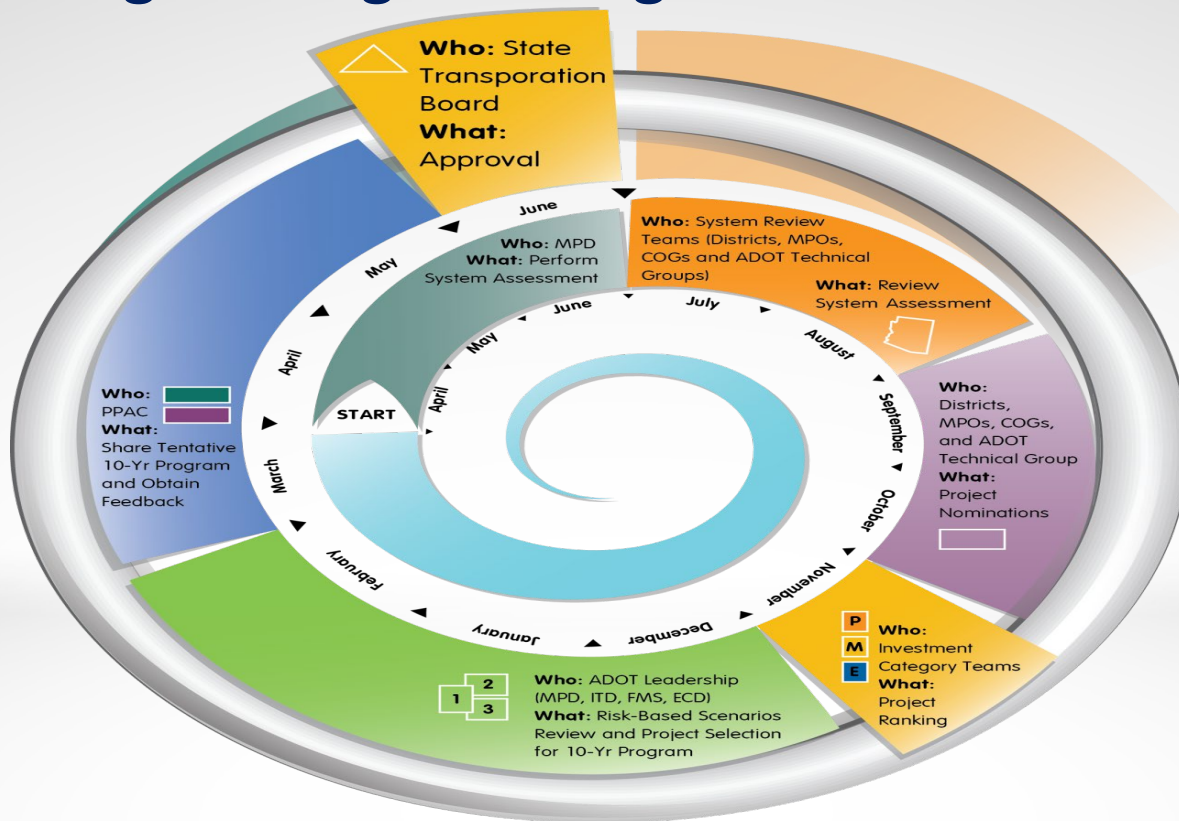 Who: State
Transporation
Board
What:
Approval
June
May
April
March
February
January
December
November
October
September
August
July
June
May
April
START
Who: MPD
What: Perform
System Assessment
Who: System Review
Teams (Districts, MPOs,
COGs and ADOT Technical
Groups)
What: Review
System Assessment
Who:
Districts,
MPOs, COGs,
and ADOT
Technical Group
What:
Project
Nominations
P
M
E
Who:
Investment
Category Teams
What:
Project
Ranking
1
2
3
Who: ADOT Leadership
(MPD, ITD, FMS, ECD)
What: Risk-Based Scenarios
Review and Project Selection
for 10-Yr Program
Who:
PPAC
What:
Share Tentative
10-Yr Program
and Obtain
Feedback